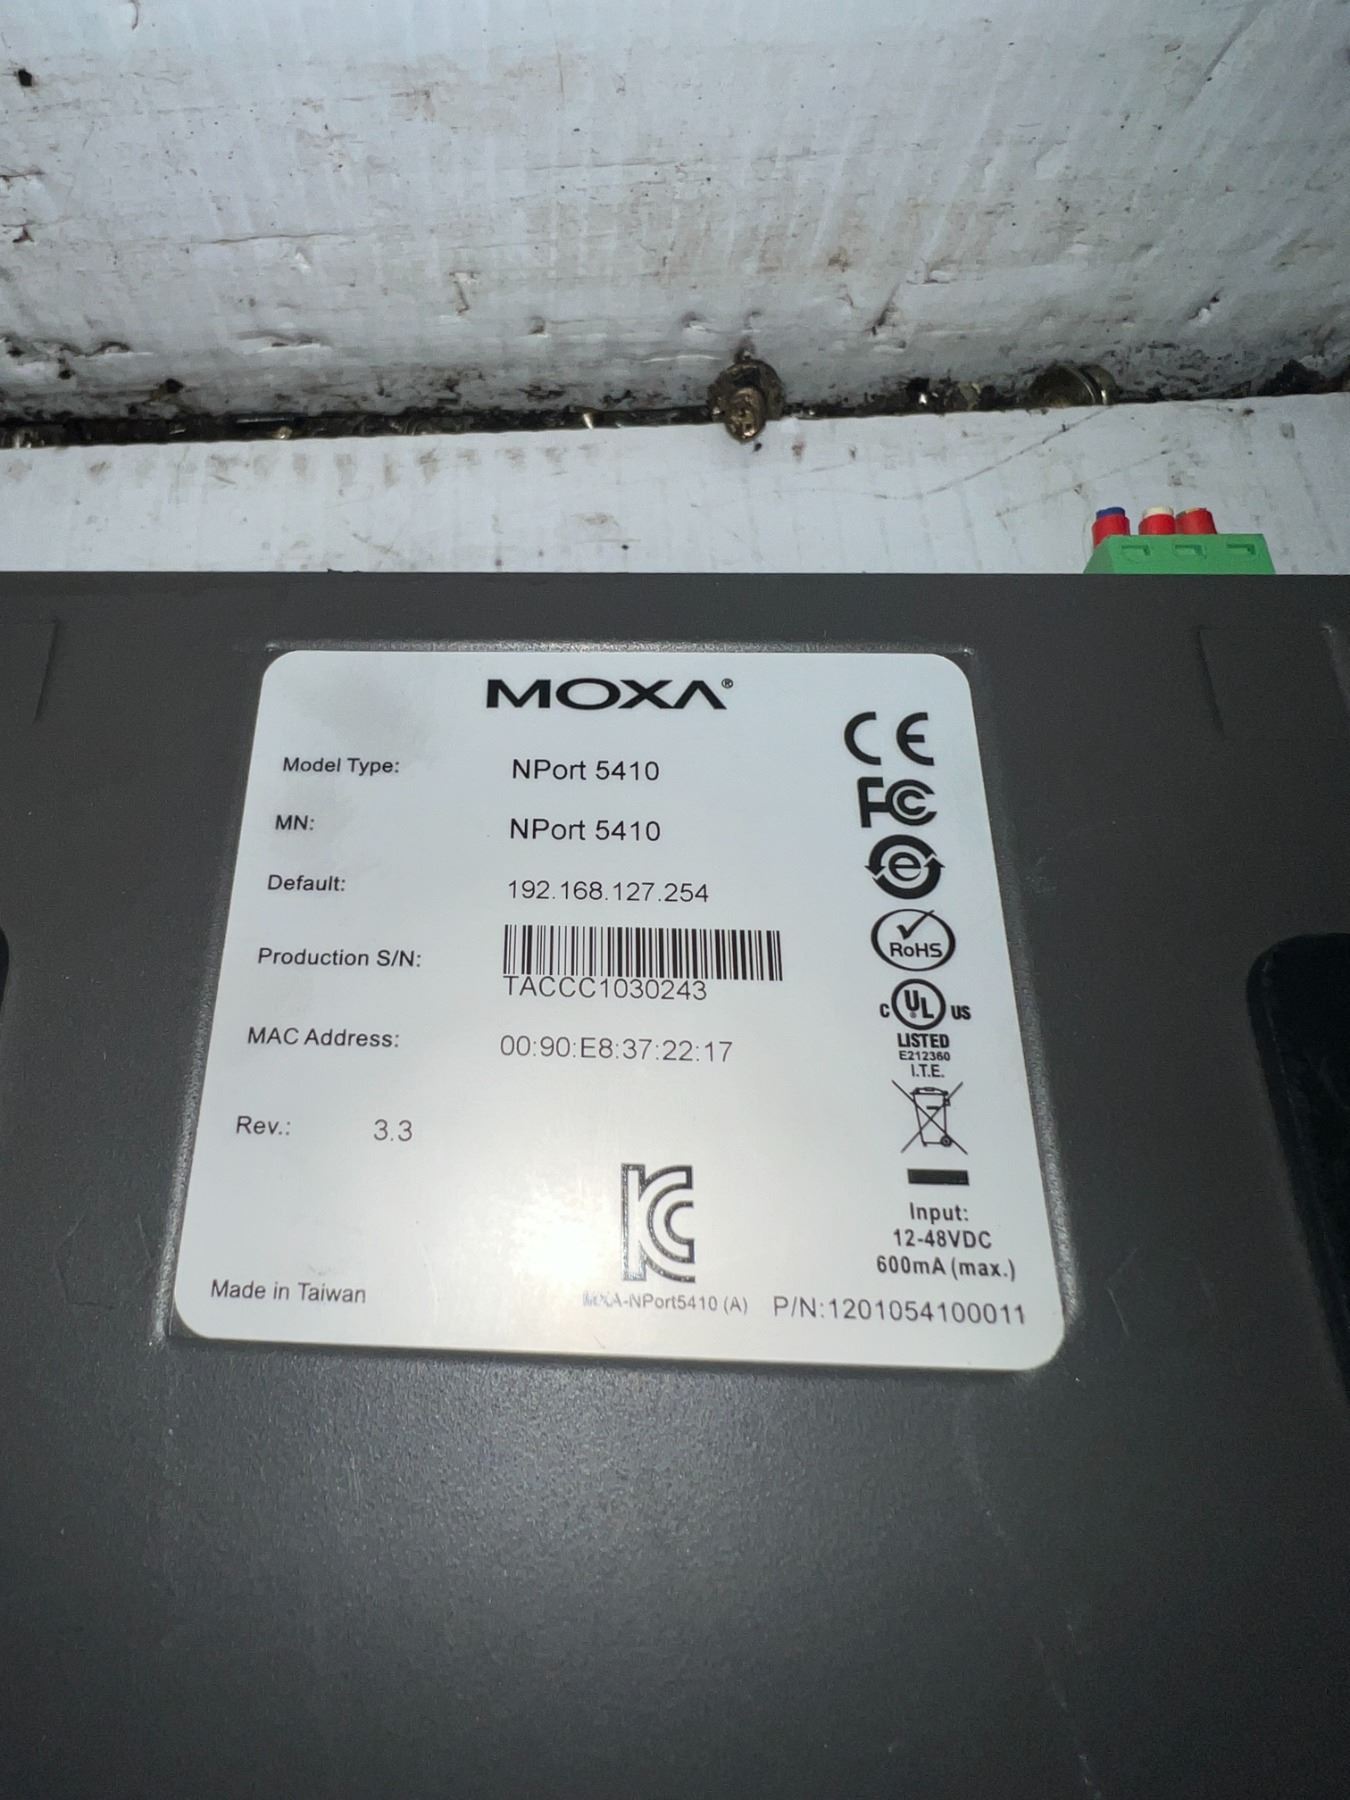 MOXA®
Model Type: NPort 5410
MN: NPort 5410
Default: 192.168.127.254
Production S/N: TACCC1030243
MAC Address: 00:90:E8:37:22:17
Rev.: 3.3
Made in Taiwan
CE
FC
e
RoHS
C UL US
LISTED
E212360
I.T.E.
Input:
12-48VDC
600mA (max.)
KC
MOXA-NPort5410 (A)
P/N:1201054100011